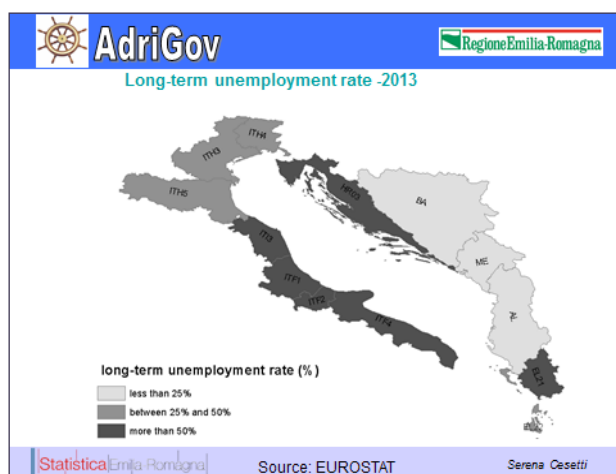 AdriGov
RegioneEmilia-Romagna
Long-term unemployment rate -2013
ITH4
ITH3
ITH5
HR03
BA
ITI3
ME
ITF1
ITF2
AL
ITF4
EL21
long-term unemployment rate (%)
less than 25%
between 25% and 50%
more than 50%
Statistica Emilia Romagna
Source: EUROSTAT
Serena Cesetti